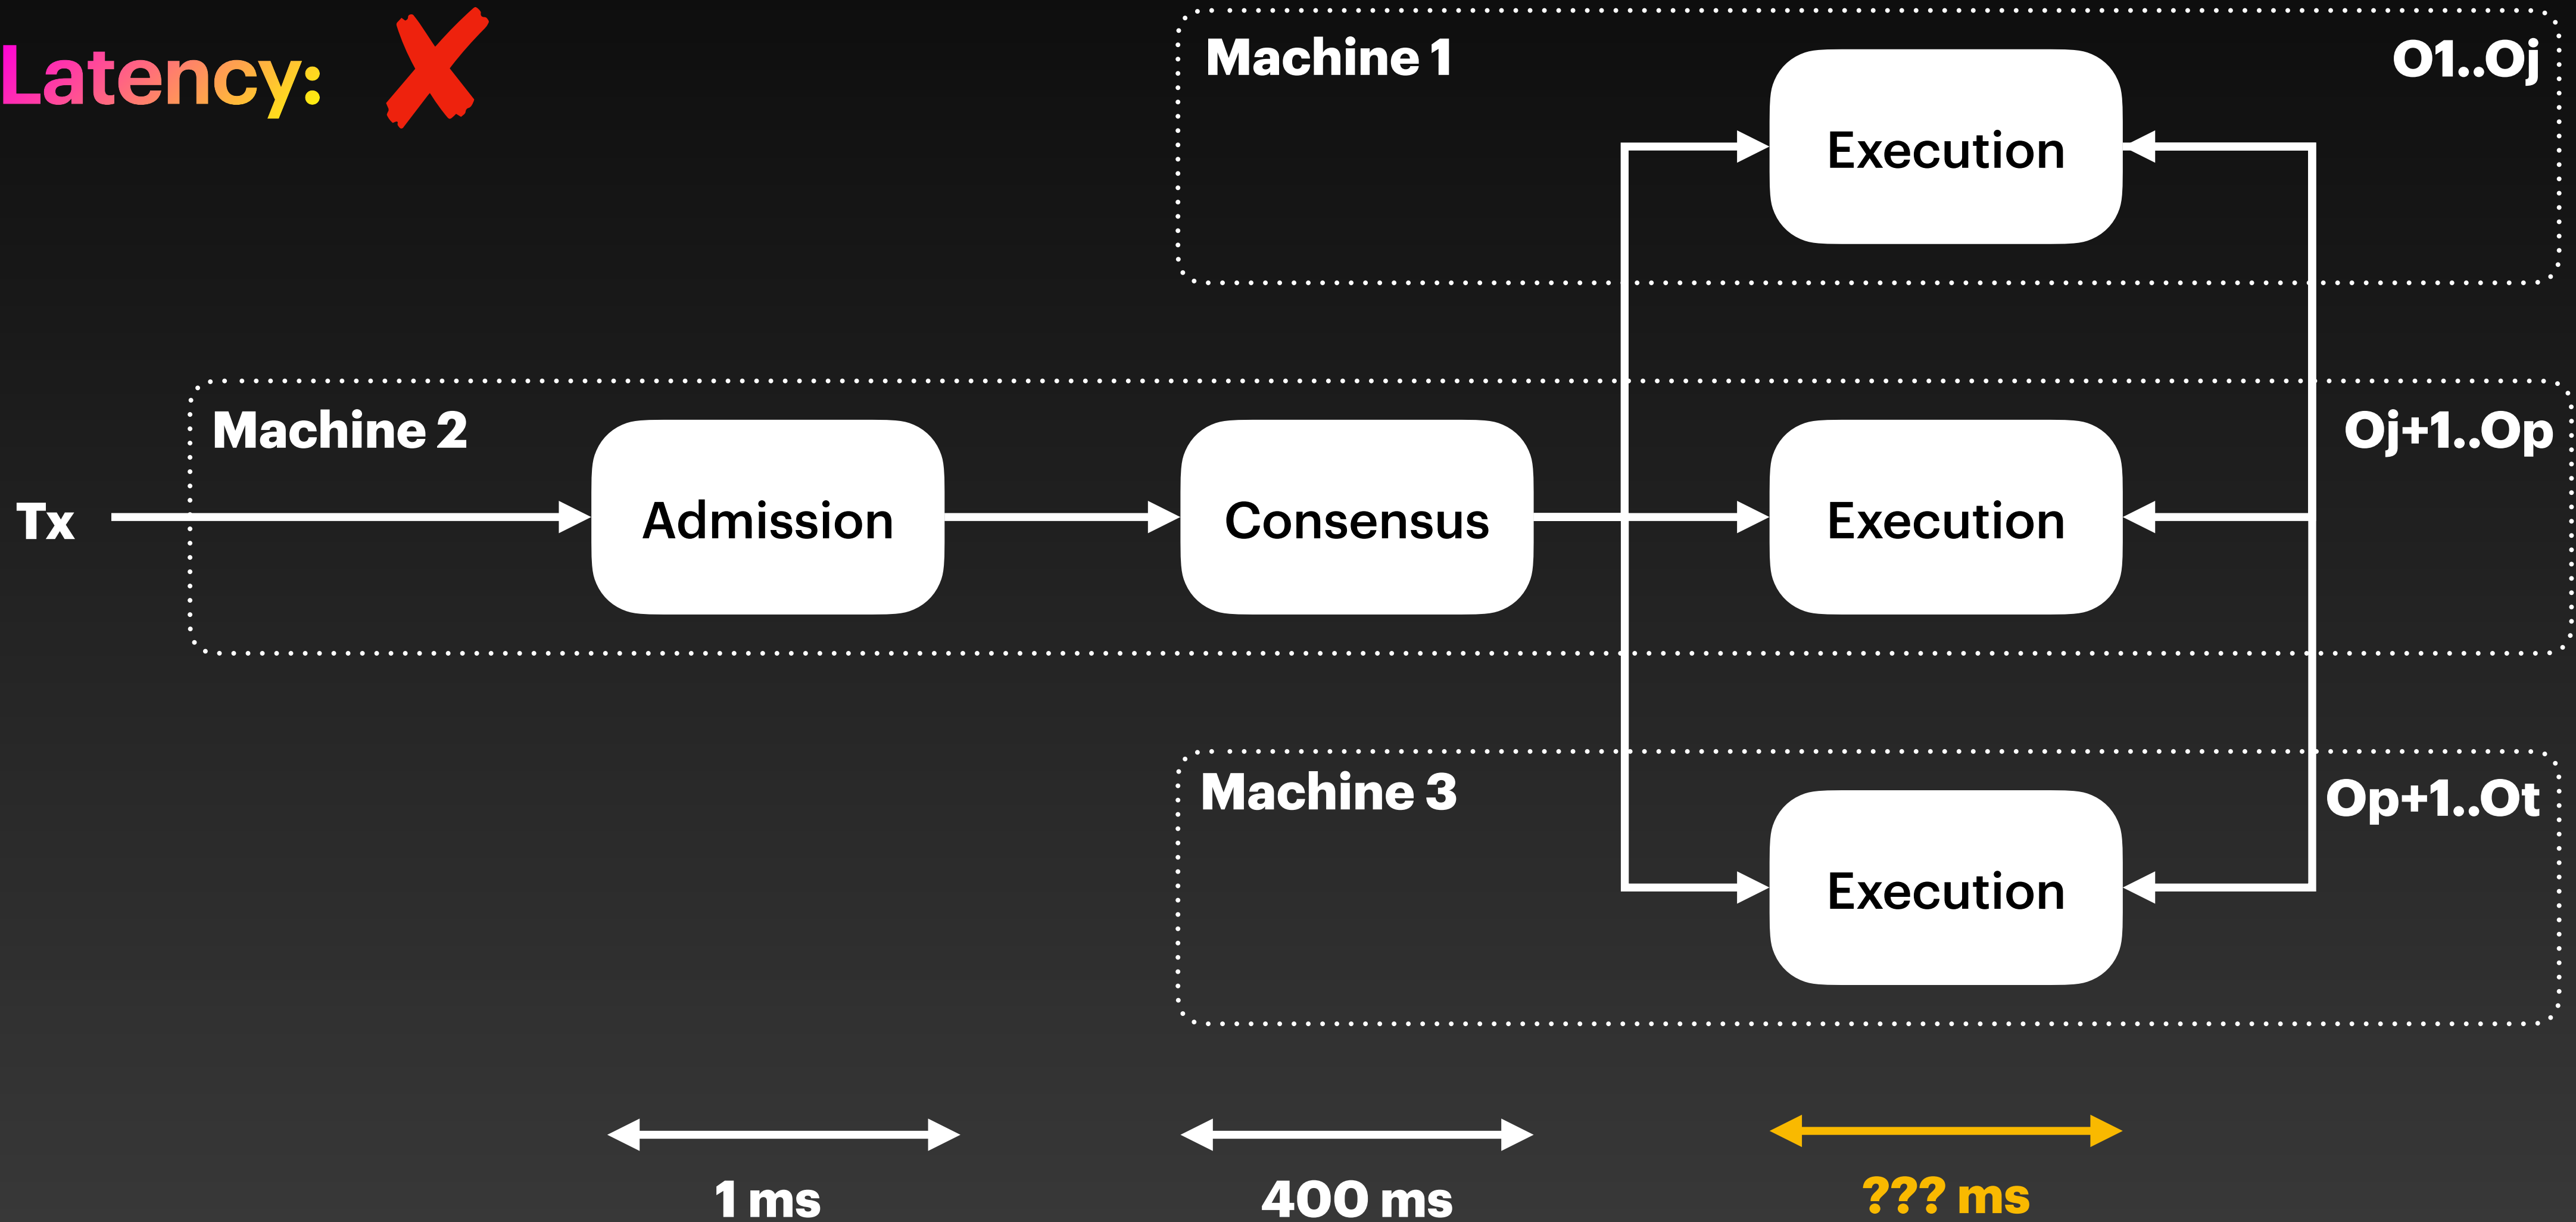 Latency:
Machine 1
O1..Oj
Execution
Machine 2
Oj+1..Op
Tx
Admission
Consensus
Execution
Machine 3
Op+1..Ot
Execution
1 ms
400 ms
??? ms